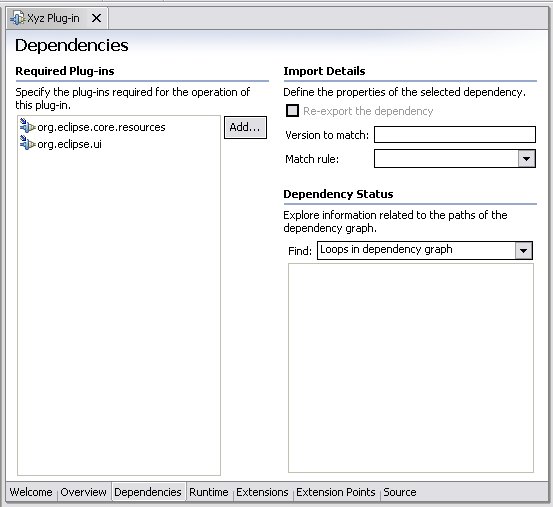 Xyz Plug-in
Dependencies
Required Plug-ins
Specify the plug-ins required for the operation of
this plug-in.
org.eclipse.core.resources
org.eclipse.ui
Add...
Import Details
Define the properties of the selected dependency.
Re-export the dependency
Version to match:
Match rule:
Dependency Status
Explore information related to the paths of the
dependency graph.
Find: Loops in dependency graph
Welcome Overview Dependencies Runtime Extensions Extension Points Source